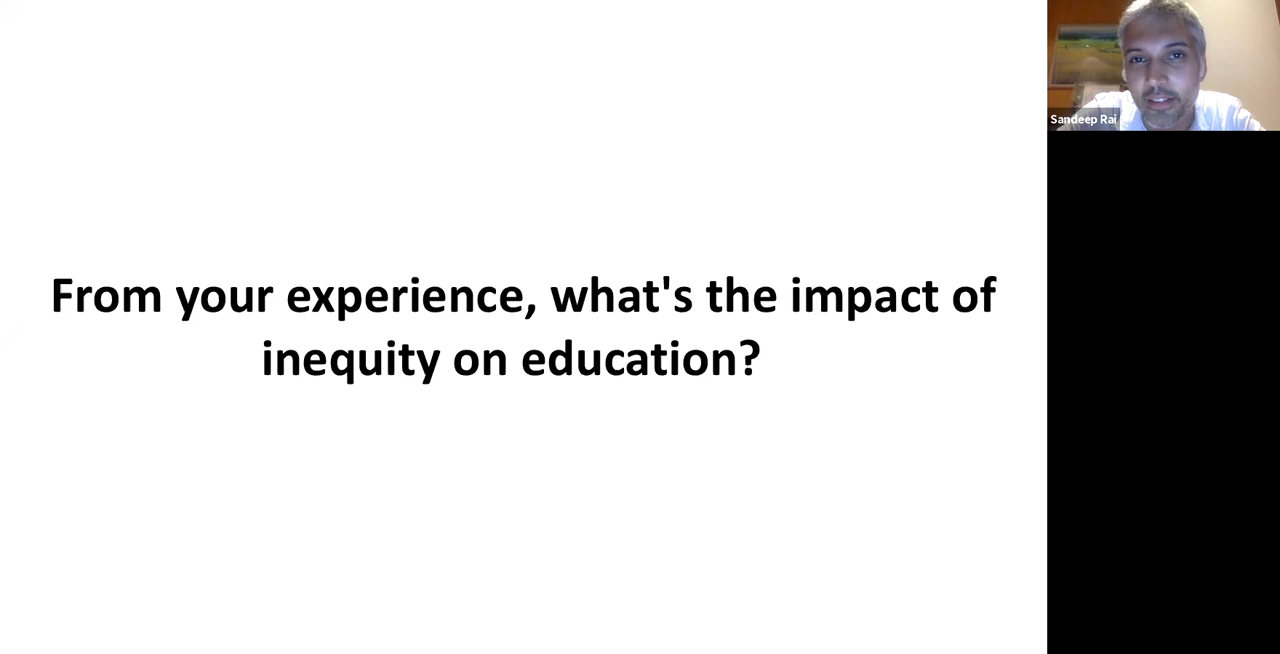 From your experience, what's the impact of
inequity on education?
Sandeep Rai